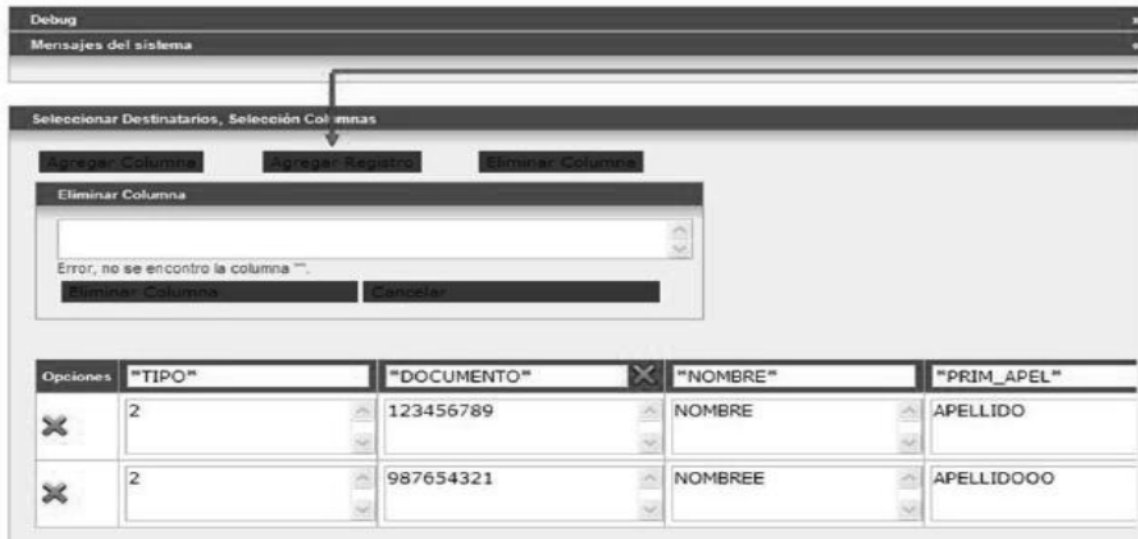 Debug
Mensajes del sistema
Seleccionar Destinatarios, Selección Columnas
Agregar Columna Agregar Registro Eliminar Columna
Eliminar Columna
Error, no se encontro la columna "".
Eliminar Columna Cancelar
Opciones "TIPO" "DOCUMENTO" "NOMBRE" "PRIM_APEL"
2 123456789 NOMBRE APELLIDO
2 987654321 NOMBREE APELLIDOOO